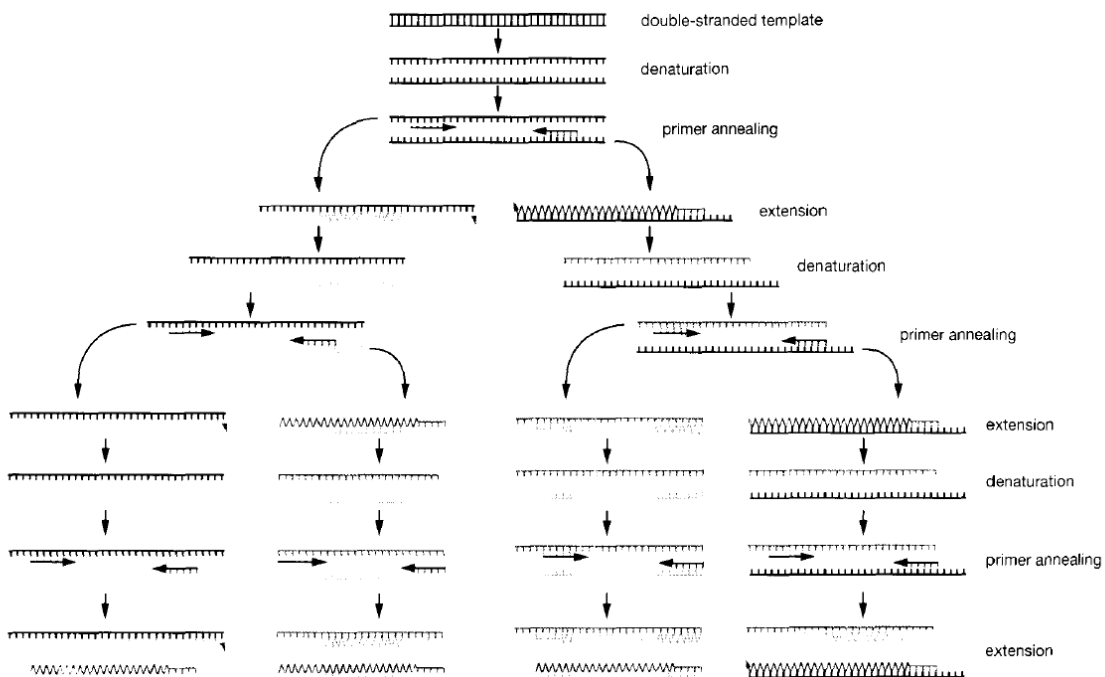 double-stranded template
denaturation
primer annealing
extension
denaturation
primer annealing
extension
denaturation
primer annealing
extension